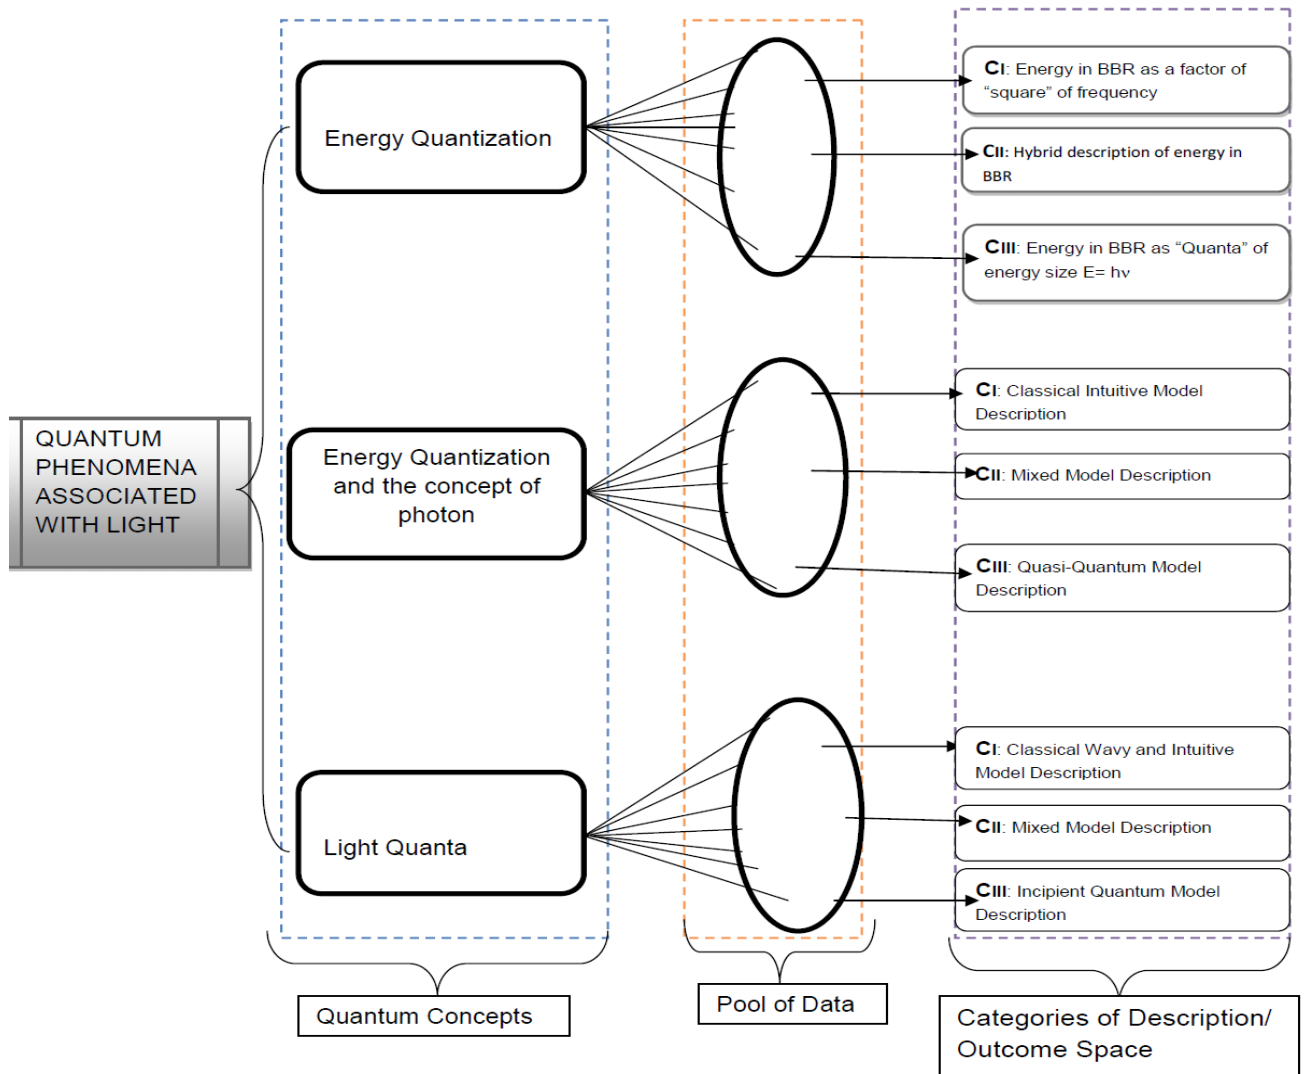 QUANTUM
PHENOMENA
ASSOCIATED
WITH LIGHT
Energy Quantization
Energy Quantization
and the concept of
photon
Light Quanta
CI: Energy in BBR as a factor of
“square” of frequency
CII: Hybrid description of energy in
BBR
CIII: Energy in BBR as “Quanta” of
energy size E= hν
CI: Classical Intuitive Model
Description
CII: Mixed Model Description
CIII: Quasi-Quantum Model
Description
CI: Classical Wavy and Intuitive
Model Description
CII: Mixed Model Description
CIII: Incipient Quantum Model
Description
Quantum Concepts
Pool of Data
Categories of Description/
Outcome Space